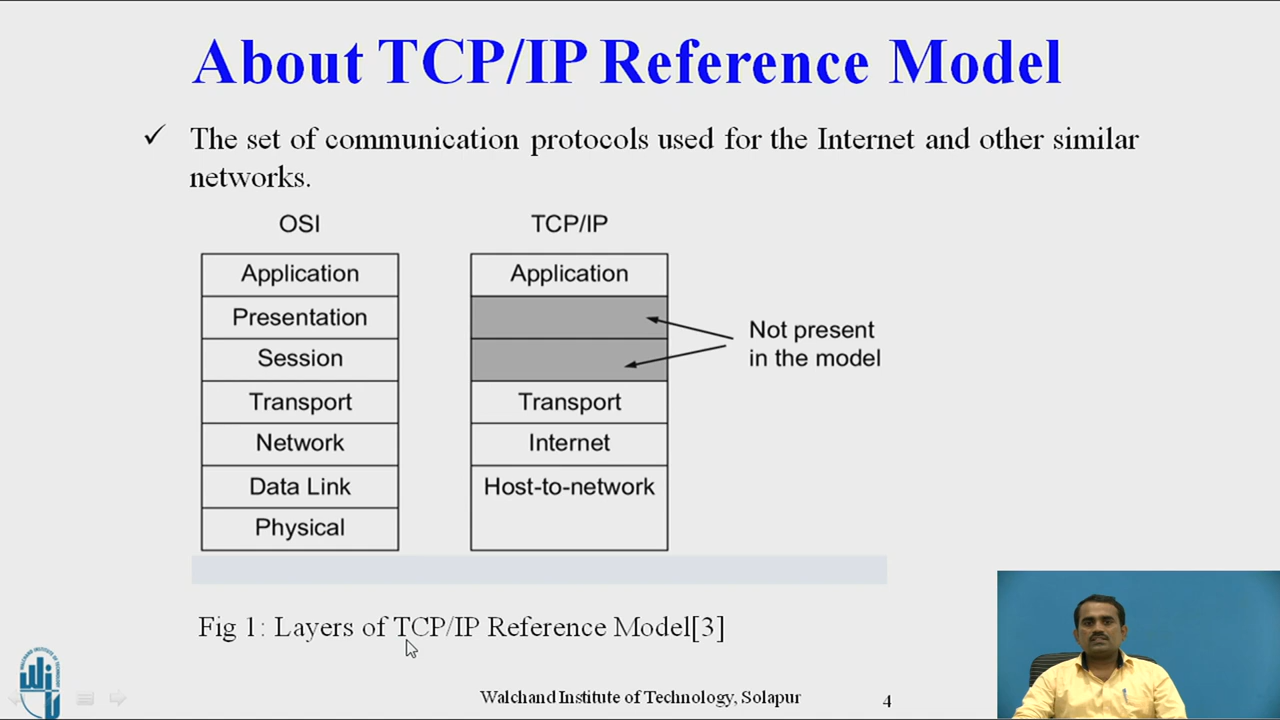 About TCP/IP Reference Model
✓ The set of communication protocols used for the Internet and other similar
networks.
OSI
Application
Presentation
Session
Transport
Network
Data Link
Physical
TCP/IP
Application
Transport
Internet
Host-to-network
Not present
in the model
Fig 1: Layers of TCP/IP Reference Model[3]
Walchand Institute of Technology, Solapur
4